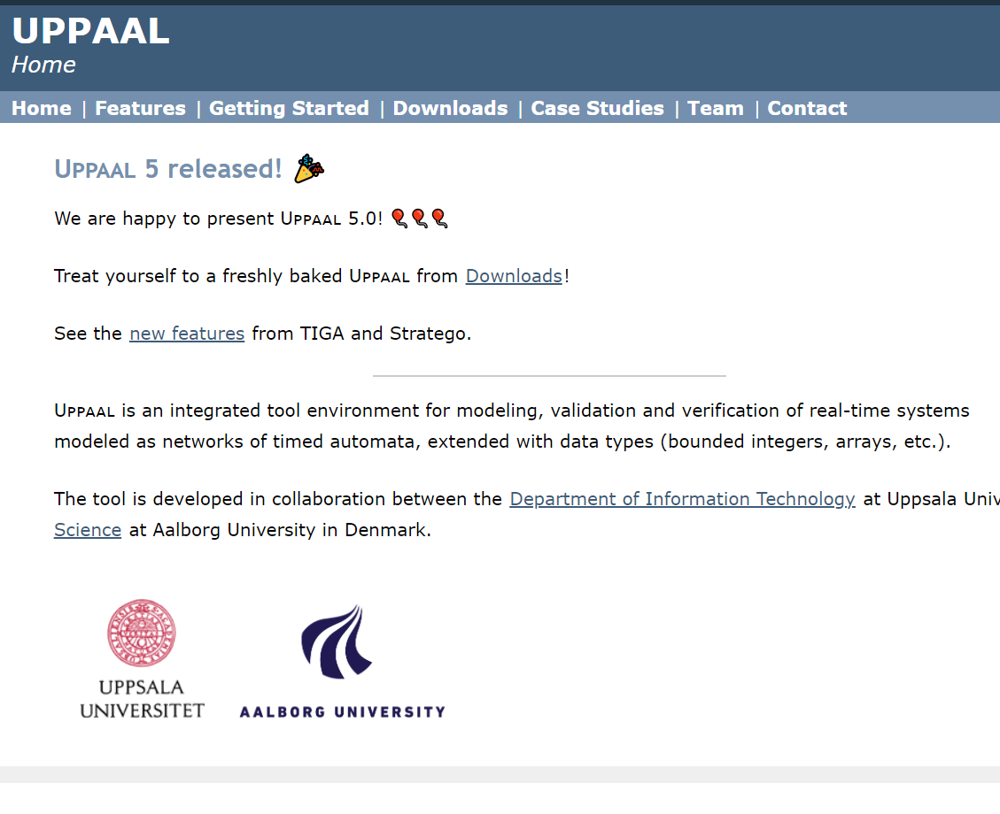 UPPAAL
Home
Home | Features | Getting Started | Downloads | Case Studies | Team | Contact
UPPAAL 5 released!
We are happy to present UPPAAL 5.0!
Treat yourself to a freshly baked UPPAAL from Downloads!
See the new features from TIGA and Stratego.
UPPAAL is an integrated tool environment for modeling, validation and verification of real-time systems
modeled as networks of timed automata, extended with data types (bounded integers, arrays, etc.).
The tool is developed in collaboration between the Department of Information Technology at Uppsala Univ
Science at Aalborg University in Denmark.
UPPSALA
UNIVERSITET
AALBORG UNIVERSITY